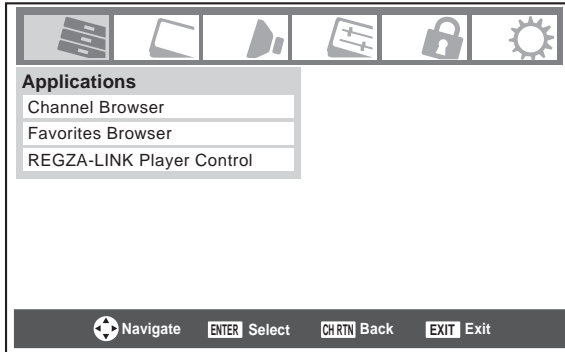 Applications
Channel Browser
Favorites Browser
REGZA-LINK Player Control
Navigate ENTER Select CH RTN Back EXIT Exit